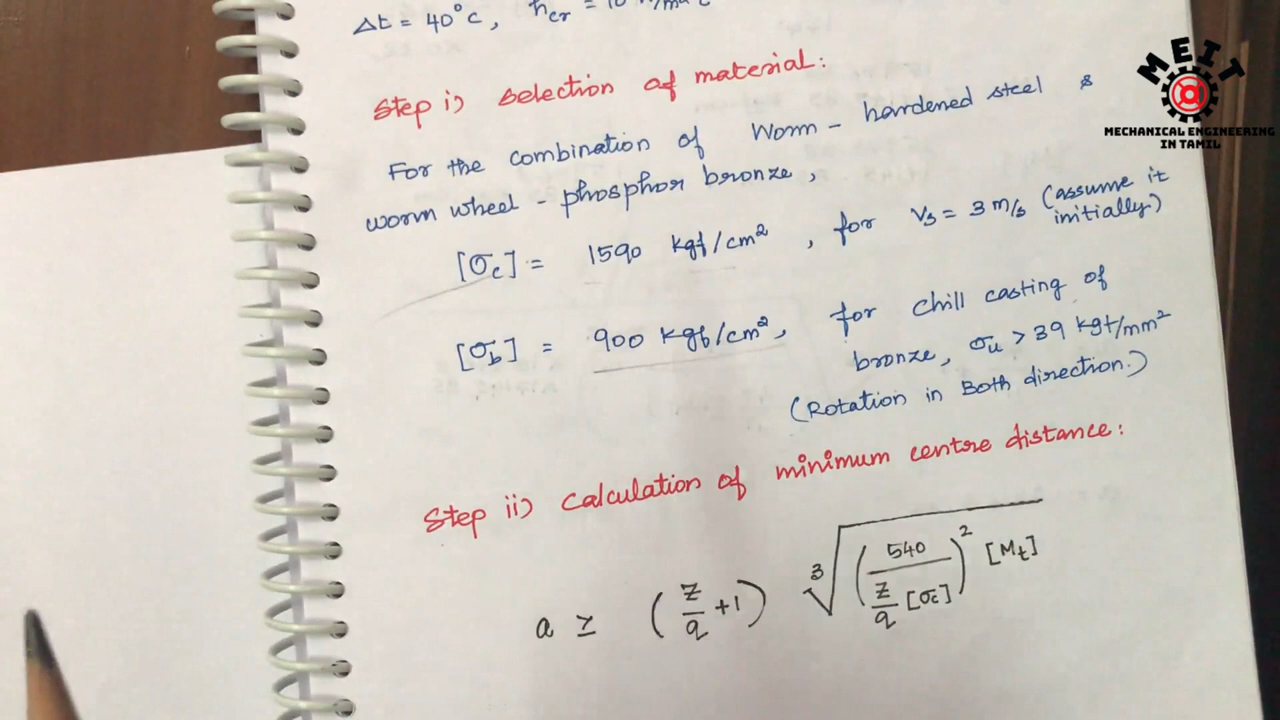 Δt = 40°c, hcr = 10
Step i) Selection of material:
For the combination of Worm - hardened steel &
worm wheel - phosphor bronze,
[σc] = 1590 kgf/cm², for Vs = 3 m/s (assume it
initially)
[σb] = 900 kgf/cm², for chill casting of
bronze, σu > 39 kgf/mm²
(Rotation in Both direction.)
Step ii) calculation of minimum centre distance:
a ≥ (z/q + 1) ∛(540 / (z/q [σc]))² [Mt]
MEIT
MECHANICAL ENGINEERING
IN TAMIL